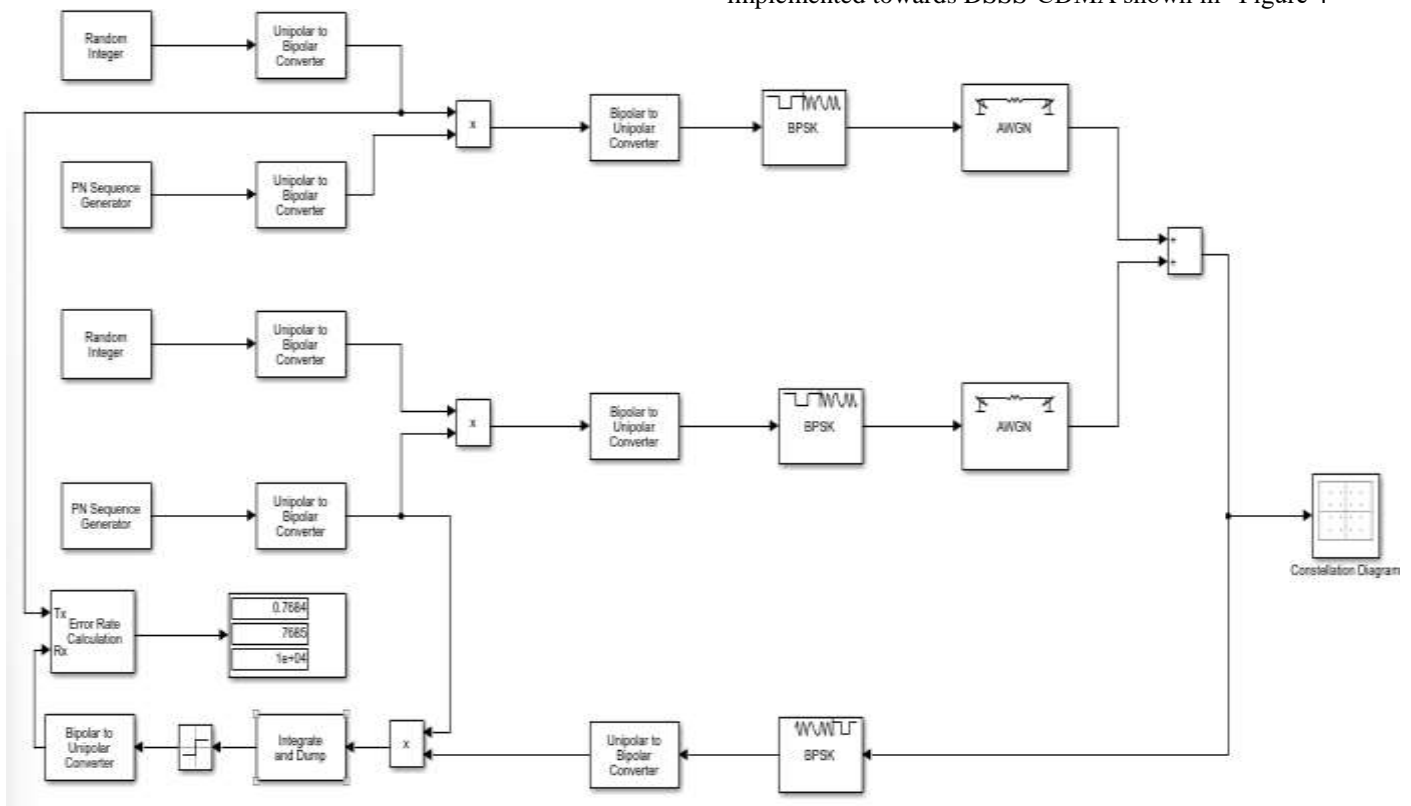 implemented towards DSSS-CDMA shown in "Figure 4"
Random
Integer
Unipolar to
Bipolar
Converter
x
Bipolar to
Unipolar
Converter
BPSK
AWGN
PN Sequence
Generator
Unipolar to
Bipolar
Converter
+
+
Random
Integer
Unipolar to
Bipolar
Converter
x
Bipolar to
Unipolar
Converter
BPSK
AWGN
PN Sequence
Generator
Unipolar to
Bipolar
Converter
Constellation Diagram
Tx
Rx
Error Rate
Calculation
0.7684
7685
1e+04
Bipolar to
Unipolar
Converter
Integrate
and Dump
x
Unipolar to
Bipolar
Converter
BPSK